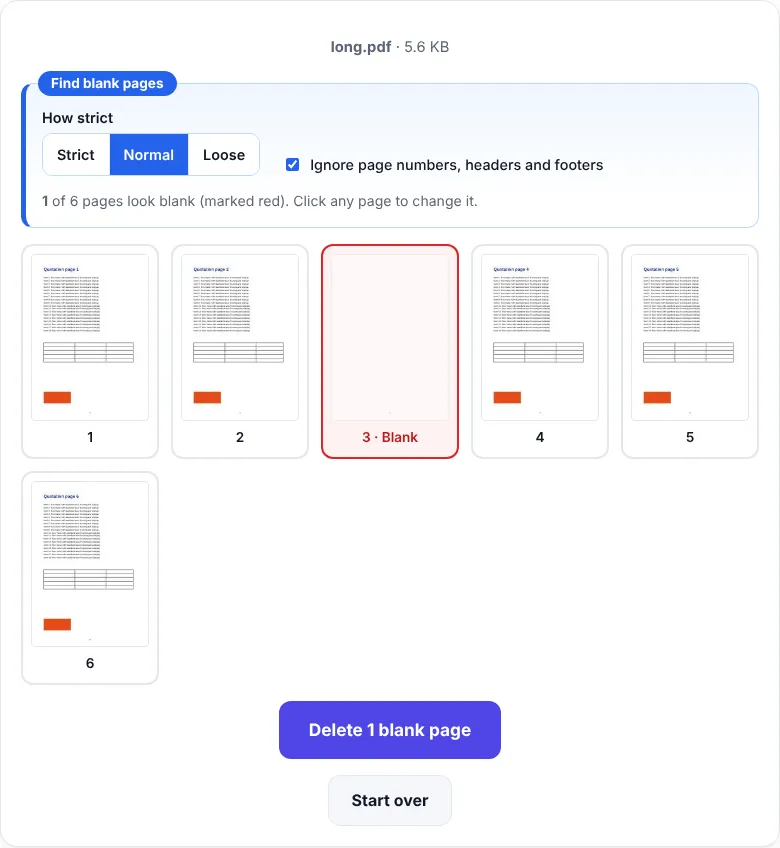 long.pdf · 5.6 KB
Find blank pages
How strict
Strict Normal Loose
Ignore page numbers, headers and footers
1 of 6 pages look blank (marked red). Click any page to change it.
Quotation page 1
Quotation page 2
Quotation page 4
Quotation page 5
1
2
3 · Blank
4
5
Quotation page 6
6
Delete 1 blank page
Start over